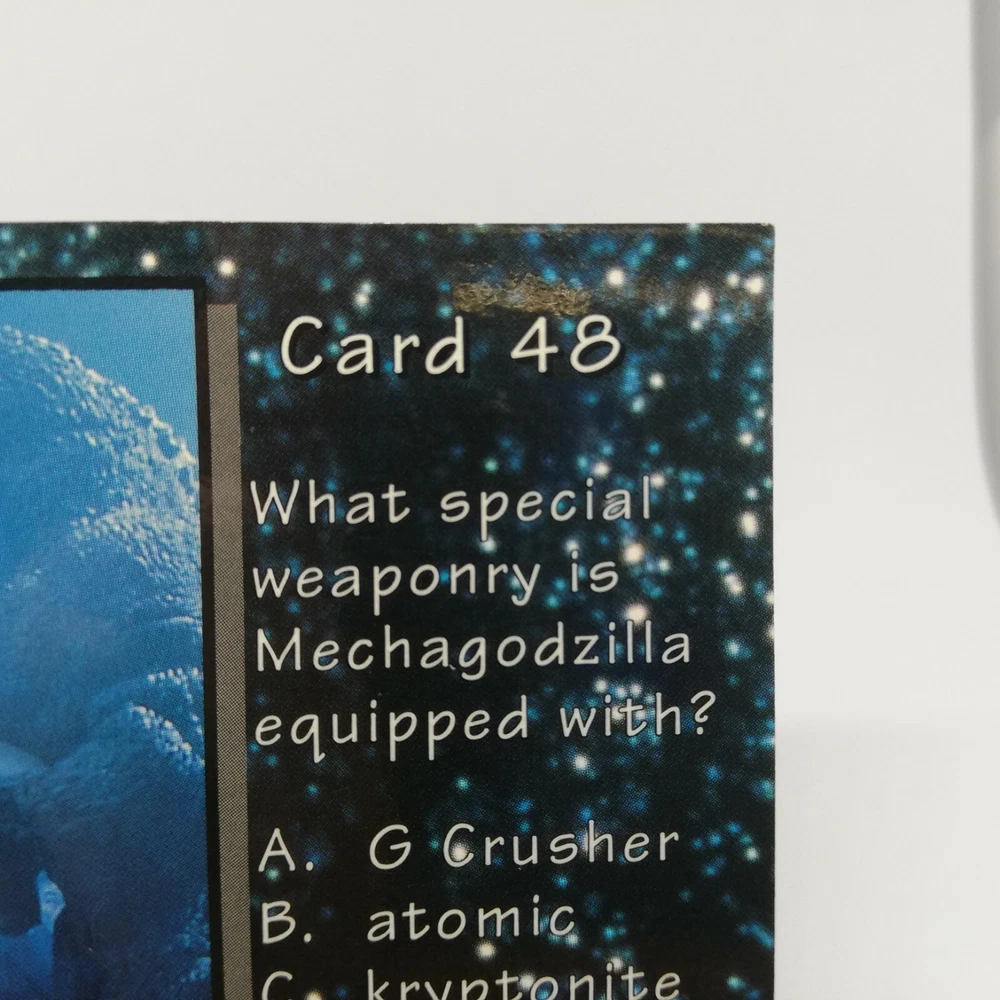 Card 48
What special
weaponry is
Mechagodzilla
equipped with?
A. G Crusher
B. atomic
C. kryptonite